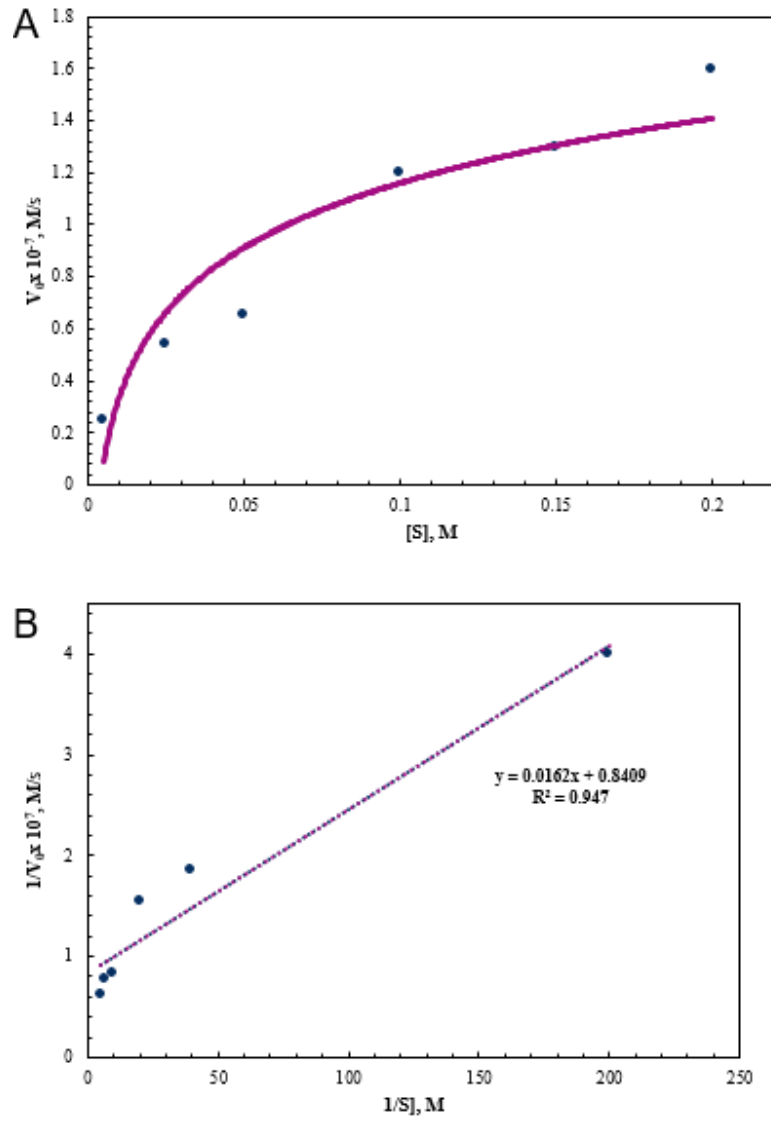 A
1.8
1.6
1.4
1.2
1
0.8
0.6
0.4
0.2
0
V₀x 10⁻⁷, M/s
0 0.05 0.1 0.15 0.2
[S], M
B
4
3
2
1
0
1/V₀x 10⁷, M/s
y = 0.0162x + 0.8409
R² = 0.947
0 50 100 150 200 250
1/S], M